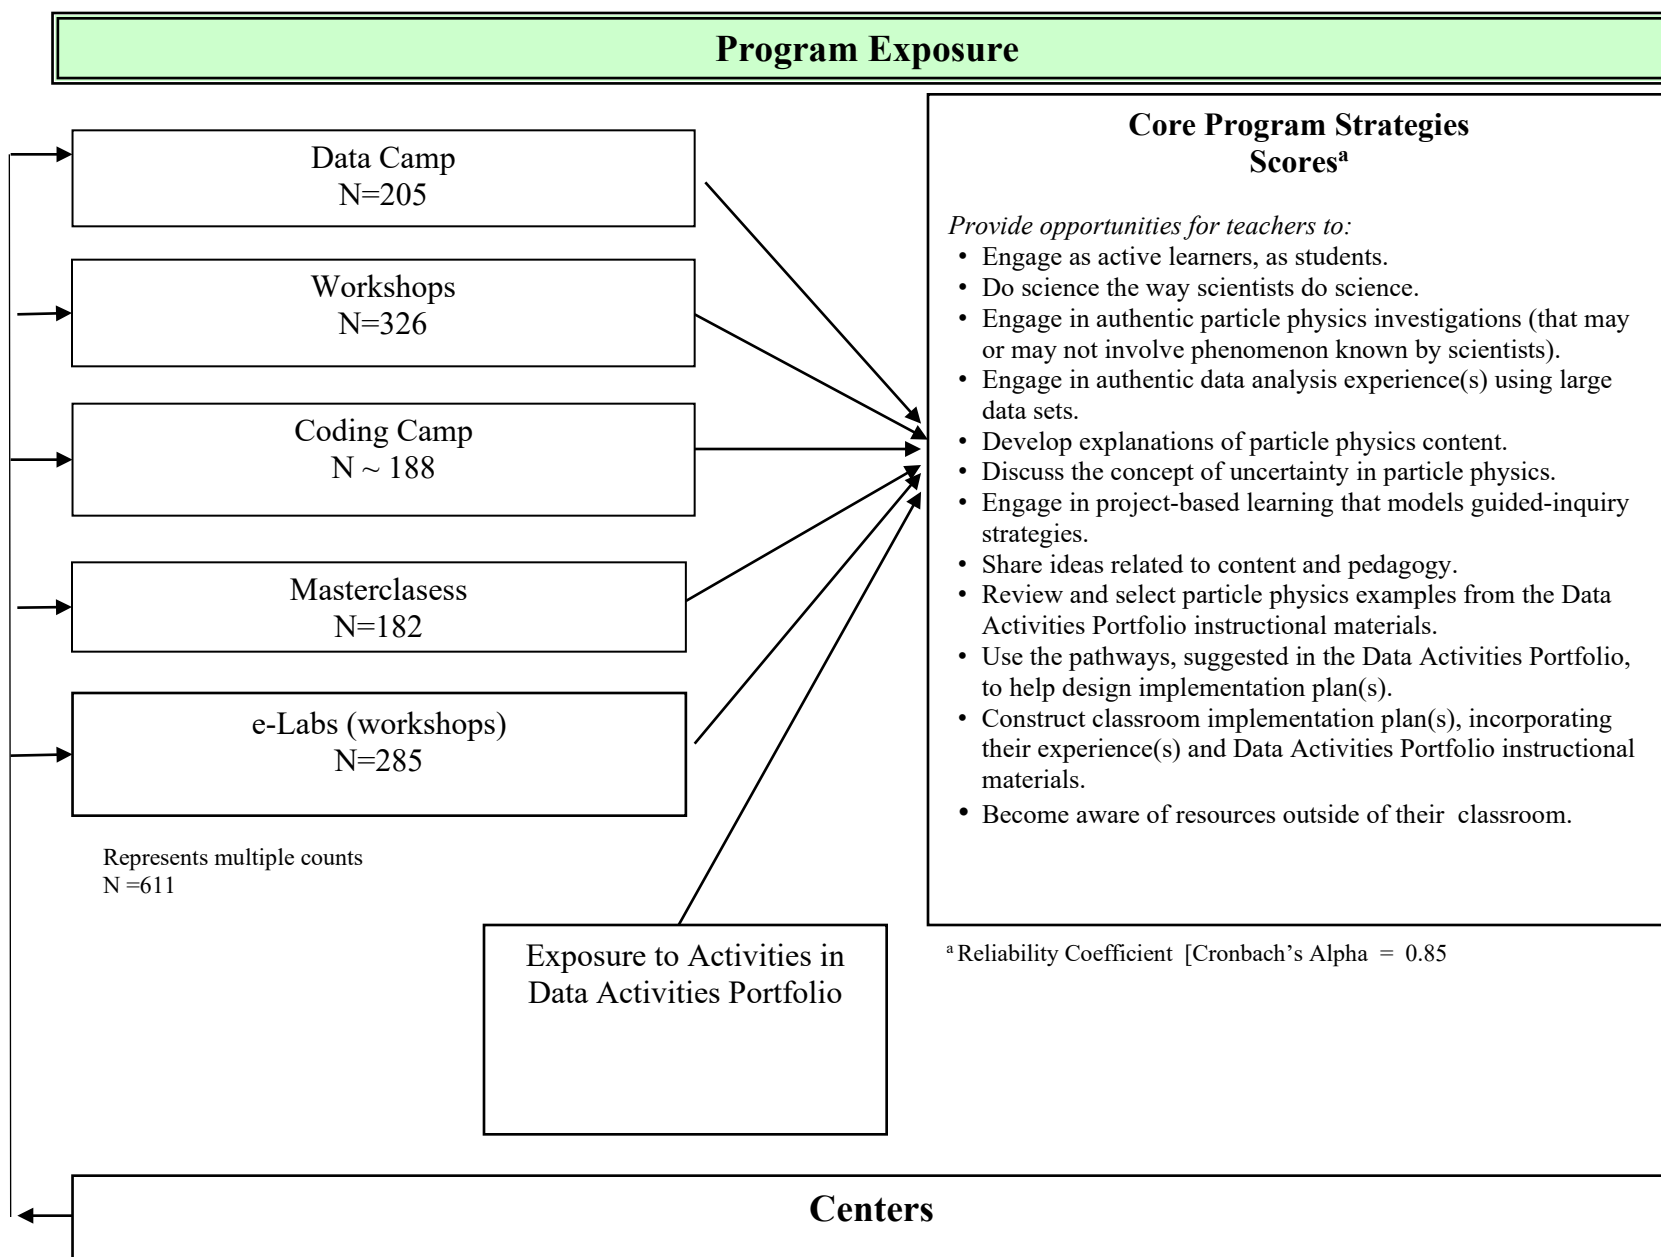 Program Exposure
Data Camp
N=205
Workshops
N=326
Coding Camp
N ~ 188
Masterclasess
N=182
e-Labs (workshops)
N=285
Represents multiple counts
N =611
Exposure to Activities in
Data Activities Portfolio
Core Program Strategies
Scoresᵃ
Provide opportunities for teachers to:
• Engage as active learners, as students.
• Do science the way scientists do science.
• Engage in authentic particle physics investigations (that may
or may not involve phenomenon known by scientists).
• Engage in authentic data analysis experience(s) using large
data sets.
• Develop explanations of particle physics content.
• Discuss the concept of uncertainty in particle physics.
• Engage in project-based learning that models guided-inquiry
strategies.
• Share ideas related to content and pedagogy.
• Review and select particle physics examples from the Data
Activities Portfolio instructional materials.
• Use the pathways, suggested in the Data Activities Portfolio,
to help design implementation plan(s).
• Construct classroom implementation plan(s), incorporating
their experience(s) and Data Activities Portfolio instructional
materials.
• Become aware of resources outside of their classroom.
ᵃ Reliability Coefficient [Cronbach’s Alpha = 0.85
Centers